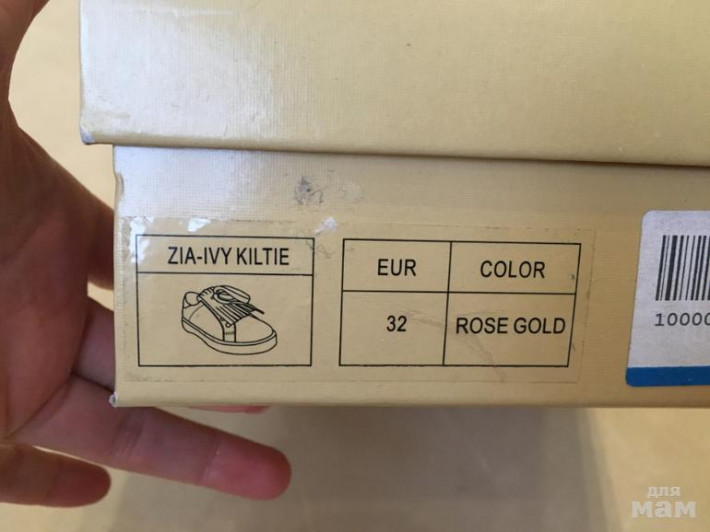 ZIA-IVY KILTIE
EUR
COLOR
32
ROSE GOLD
10000
для
мам